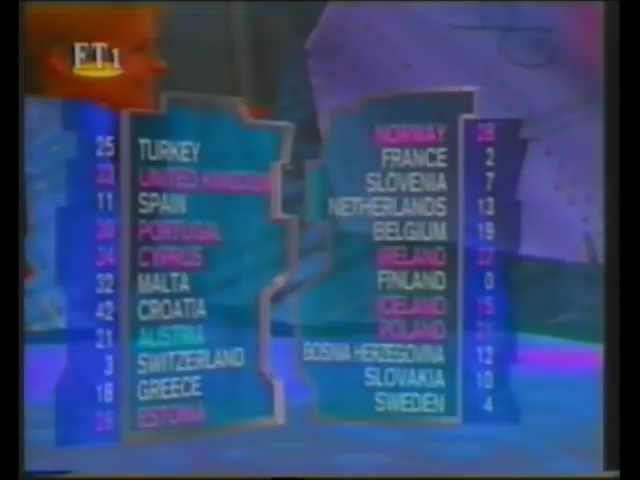 ET1
25 TURKEY
UNITED KINGDOM
11 SPAIN
PORTUGAL
CYPRUS
32 MALTA
42 CROATIA
21 AUSTRIA
3 SWITZERLAND
18 GREECE
ESTONIA
NORWAY
FRANCE 2
SLOVENIA 7
NETHERLANDS 13
BELGIUM 19
IRELAND
FINLAND 0
ICELAND 15
POLAND
BOSNIA HERZEGOVINA 12
SLOVAKIA 10
SWEDEN 4